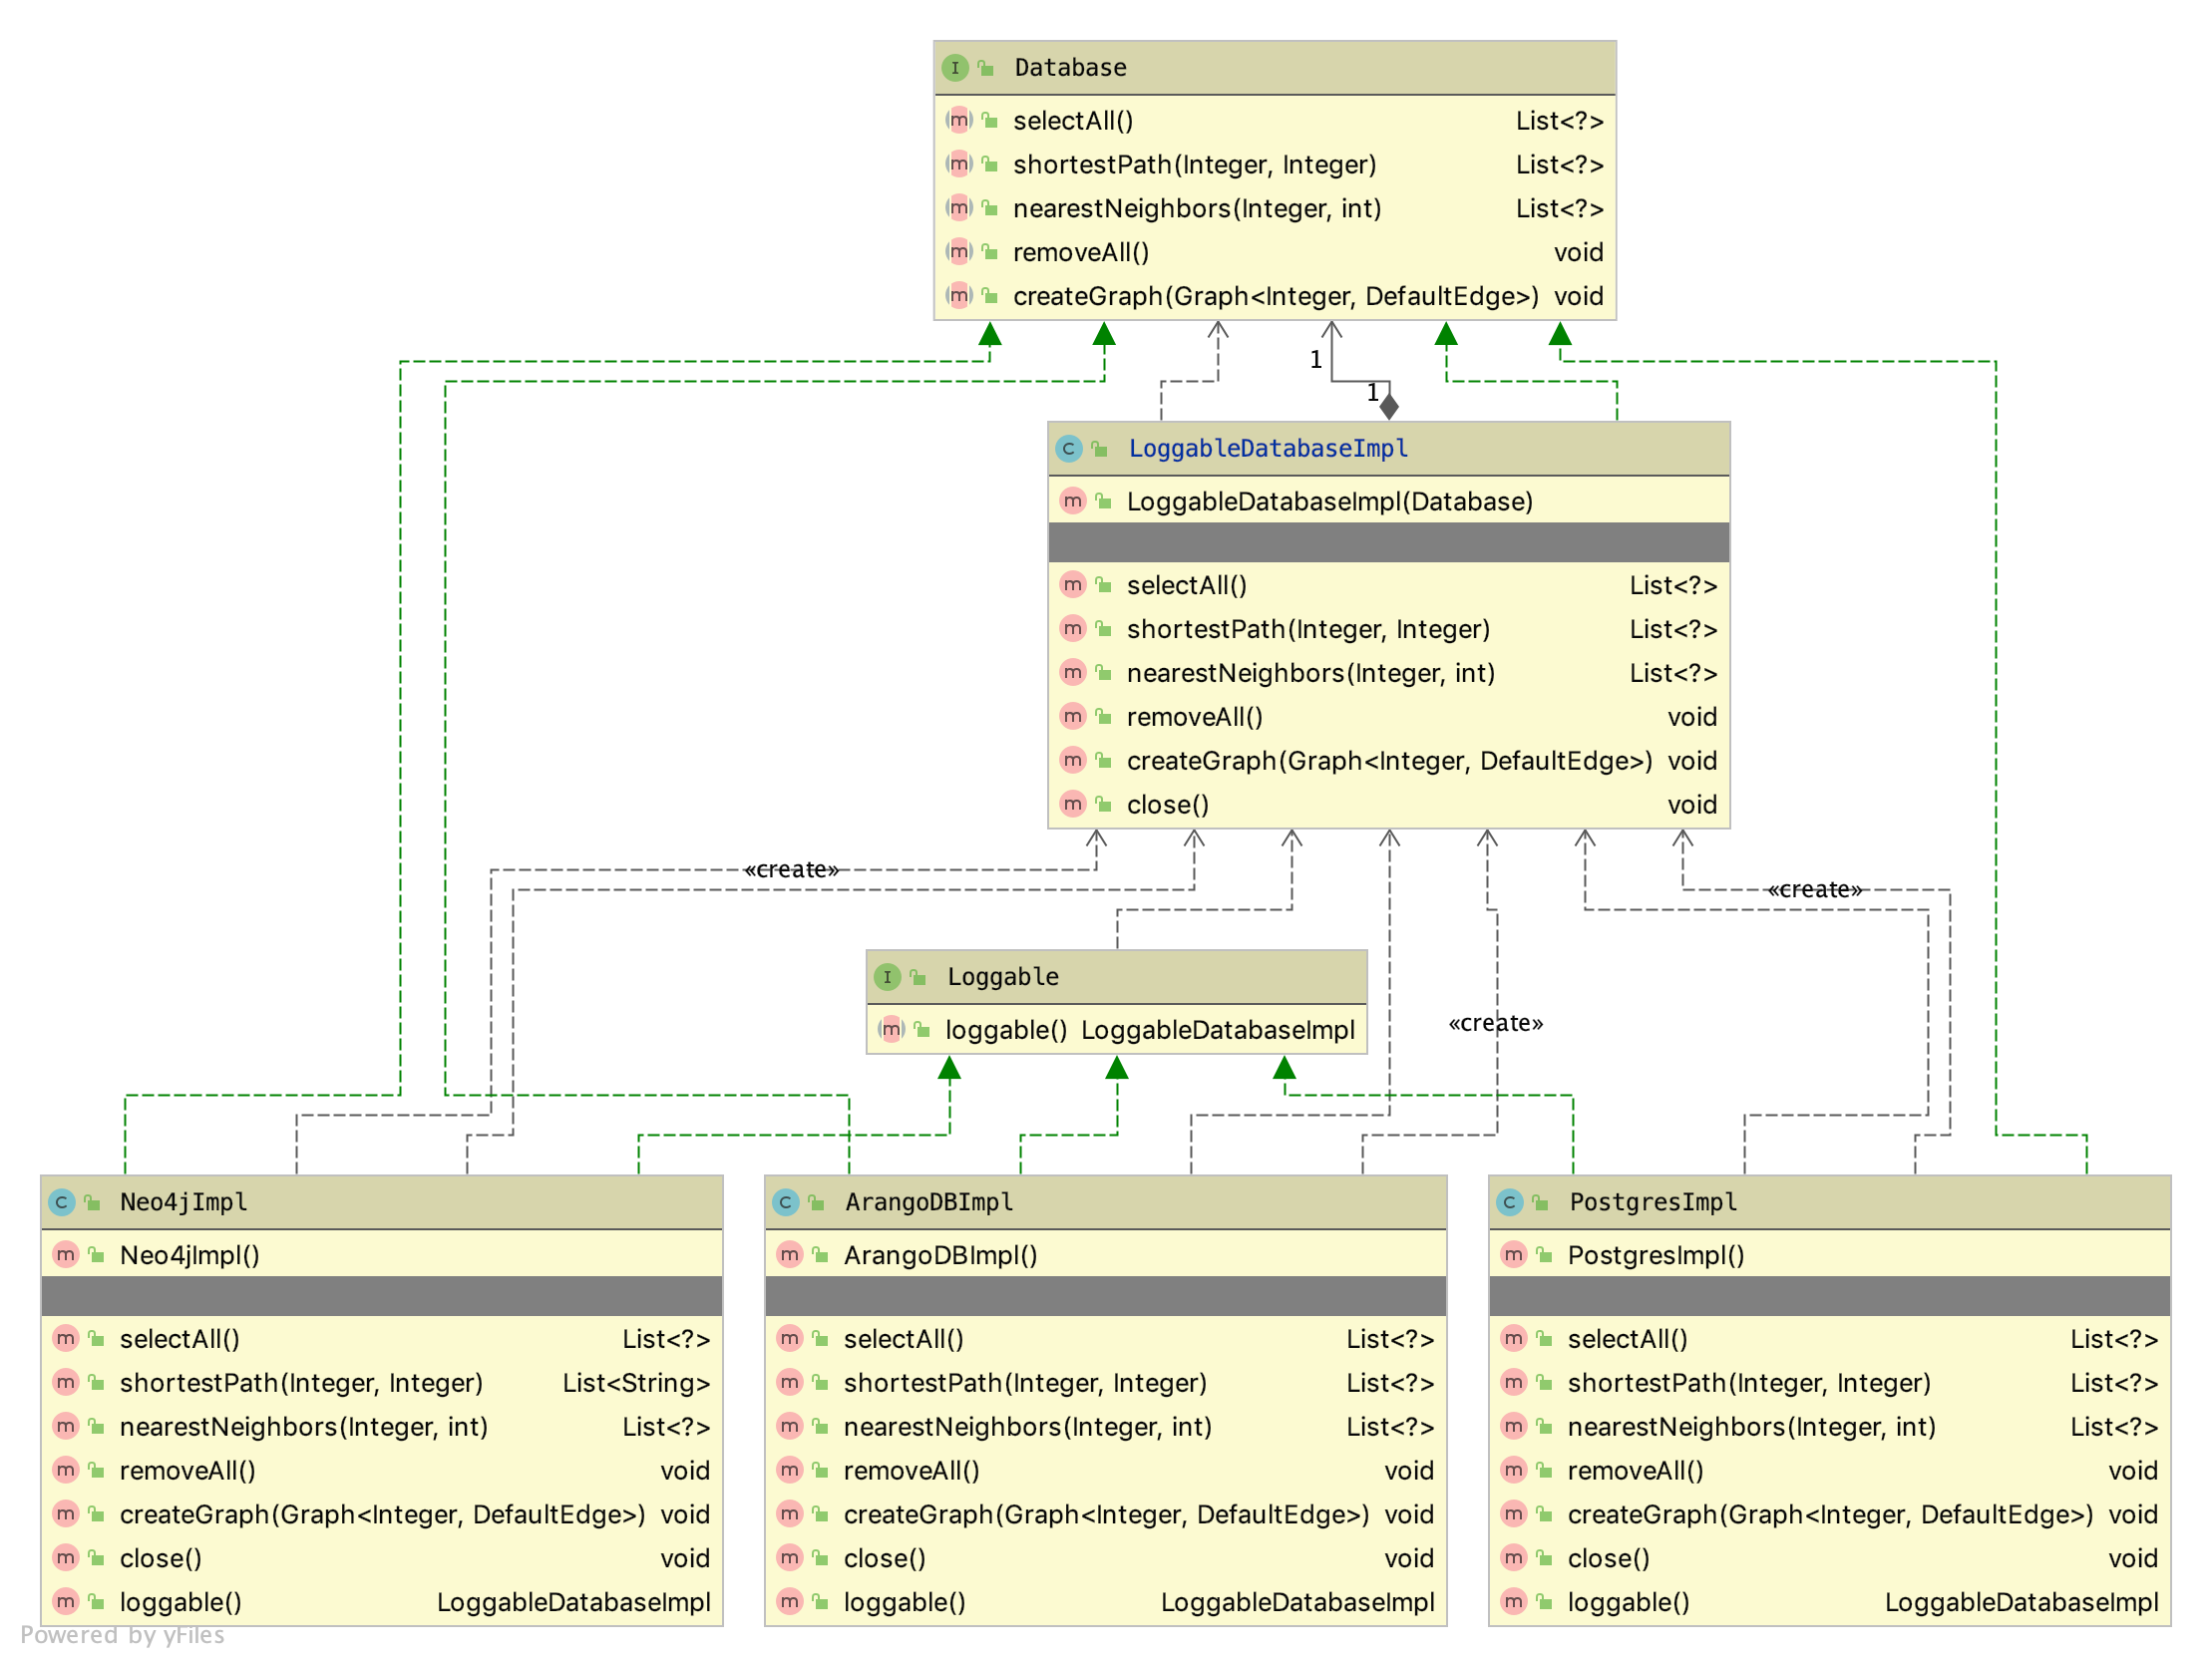 I Database
m selectAll() List<?>
m shortestPath(Integer, Integer) List<?>
m nearestNeighbors(Integer, int) List<?>
m removeAll() void
m createGraph(Graph<Integer, DefaultEdge>) void
1
1
C LoggableDatabaseImpl
m LoggableDatabaseImpl(Database)
m selectAll() List<?>
m shortestPath(Integer, Integer) List<?>
m nearestNeighbors(Integer, int) List<?>
m removeAll() void
m createGraph(Graph<Integer, DefaultEdge>) void
m close() void
«create»
«create»
I Loggable
m loggable() LoggableDatabaseImpl
«create»
C Neo4jImpl
m Neo4jImpl()
m selectAll() List<?>
m shortestPath(Integer, Integer) List<String>
m nearestNeighbors(Integer, int) List<?>
m removeAll() void
m createGraph(Graph<Integer, DefaultEdge>) void
m close() void
m loggable() LoggableDatabaseImpl
C ArangoDBImpl
m ArangoDBImpl()
m selectAll() List<?>
m shortestPath(Integer, Integer) List<?>
m nearestNeighbors(Integer, int) List<?>
m removeAll() void
m createGraph(Graph<Integer, DefaultEdge>) void
m close() void
m loggable() LoggableDatabaseImpl
C PostgresImpl
m PostgresImpl()
m selectAll() List<?>
m shortestPath(Integer, Integer) List<?>
m nearestNeighbors(Integer, int) List<?>
m removeAll() void
m createGraph(Graph<Integer, DefaultEdge>) void
m close() void
m loggable() LoggableDatabaseImpl
Powered by yFiles